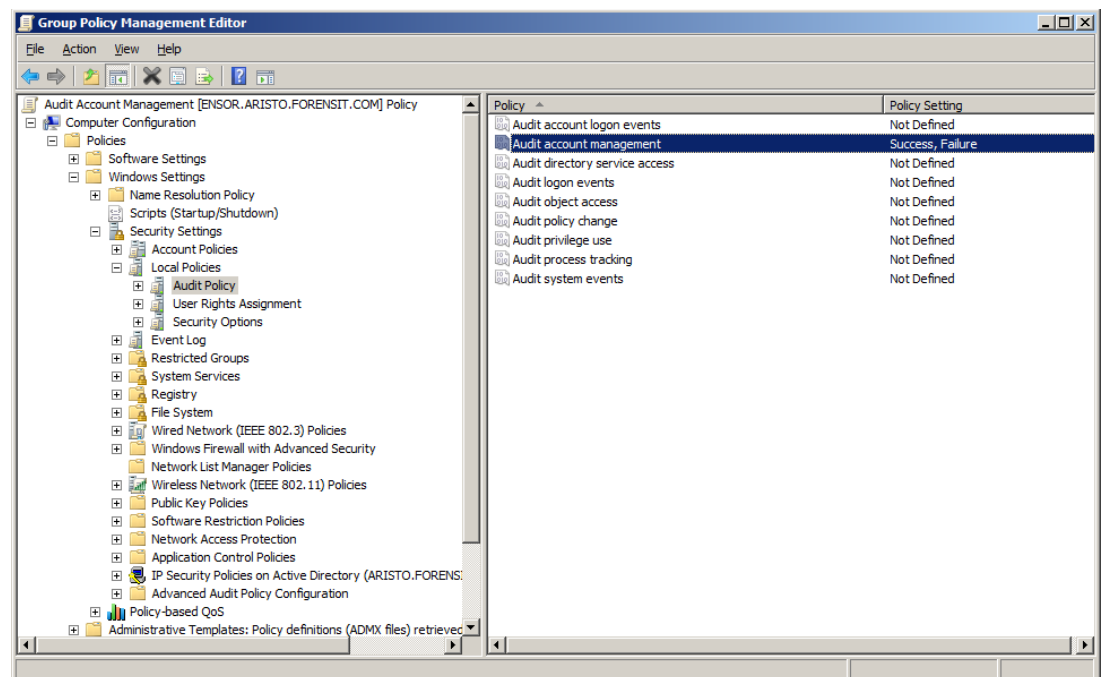 Group Policy Management Editor
File Action View Help
Audit Account Management [ENSOR.ARISTO.FORENSIT.COM] Policy
Computer Configuration
Policies
Software Settings
Windows Settings
Name Resolution Policy
Scripts (Startup/Shutdown)
Security Settings
Account Policies
Local Policies
Audit Policy
User Rights Assignment
Security Options
Event Log
Restricted Groups
System Services
Registry
File System
Wired Network (IEEE 802.3) Policies
Windows Firewall with Advanced Security
Network List Manager Policies
Wireless Network (IEEE 802.11) Policies
Public Key Policies
Software Restriction Policies
Network Access Protection
Application Control Policies
IP Security Policies on Active Directory (ARISTO.FORENS
Advanced Audit Policy Configuration
Policy-based QoS
Administrative Templates: Policy definitions (ADMX files) retrieved
Policy Policy Setting
Audit account logon events Not Defined
Audit account management Success, Failure
Audit directory service access Not Defined
Audit logon events Not Defined
Audit object access Not Defined
Audit policy change Not Defined
Audit privilege use Not Defined
Audit process tracking Not Defined
Audit system events Not Defined